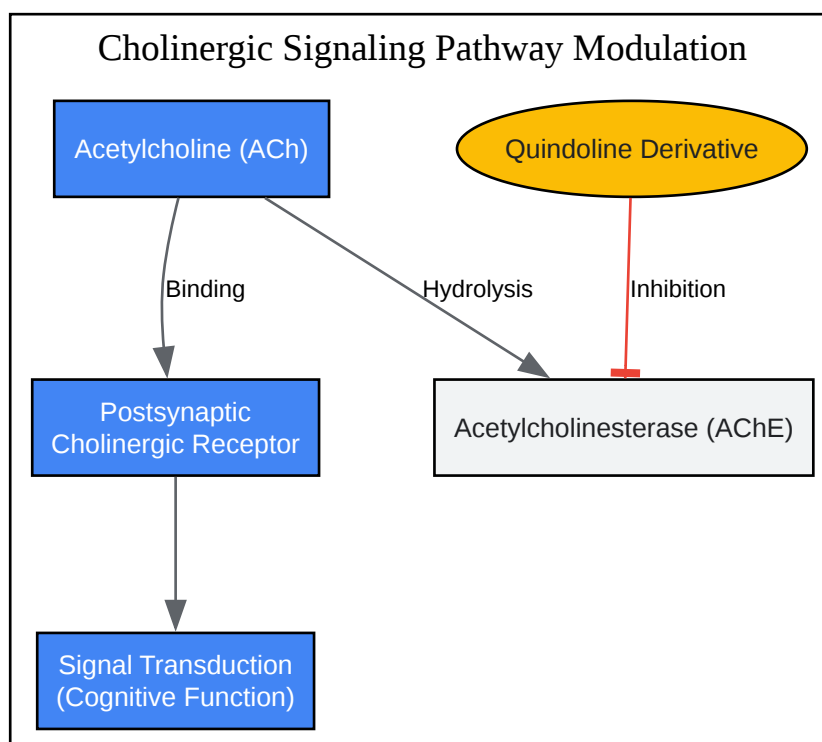 Cholinergic Signaling Pathway Modulation
Acetylcholine (ACh)
Quindoline Derivative
Binding
Hydrolysis
Inhibition
Postsynaptic
Cholinergic Receptor
Acetylcholinesterase (AChE)
Signal Transduction
(Cognitive Function)